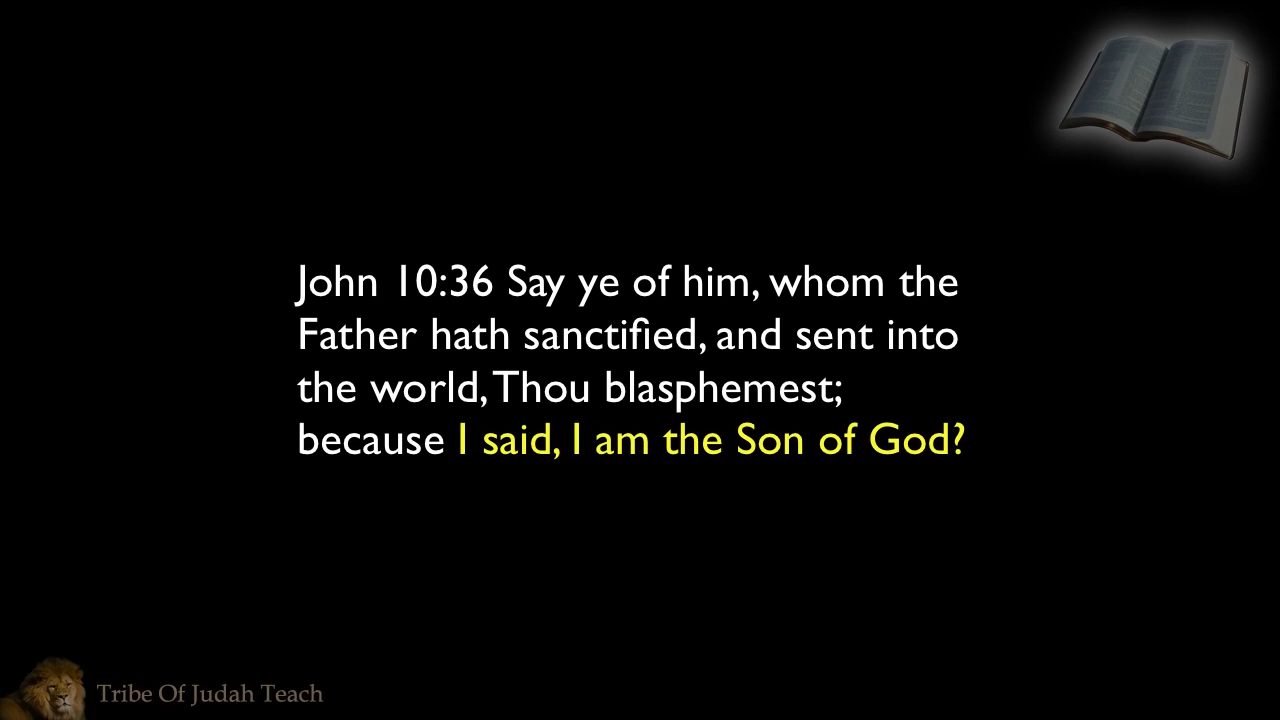 John 10:36 Say ye of him, whom the
Father hath sanctified, and sent into
the world, Thou blasphemest;
because I said, I am the Son of God?
Tribe Of Judah Teach